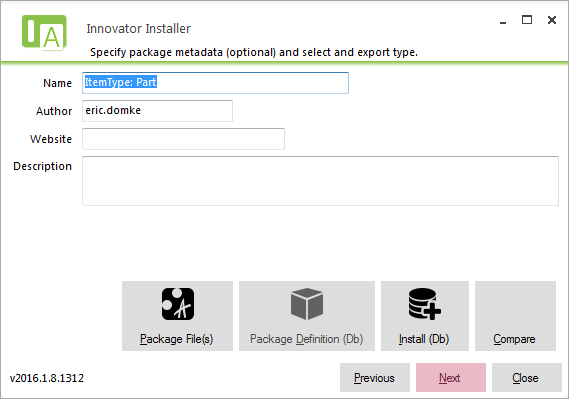 IA
Innovator Installer
Specify package metadata (optional) and select and export type.
Name ItemType: Part
Author eric.domke
Website
Description
Package File(s) Package Definition (Db) Install (Db) Compare
v2016.1.8.1312 Previous Next Close